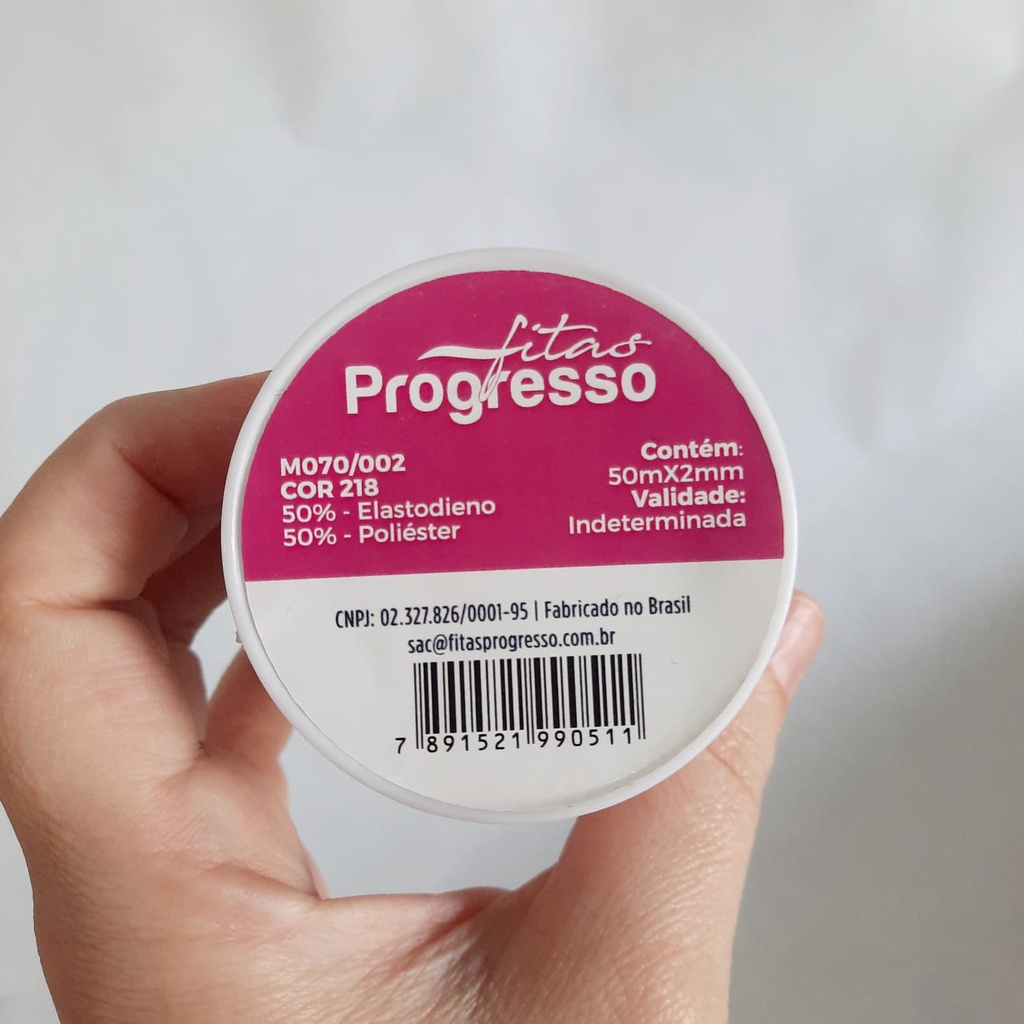 fitas
Progresso
M070/002
COR 218
50% - Elastodieno
50% - Poliéster
Contém:
50mX2mm
Validade:
Indeterminada
CNPJ: 02.327.826/0001-95 | Fabricado no Brasil
sac@fitasprogresso.com.br
7 891521 990511